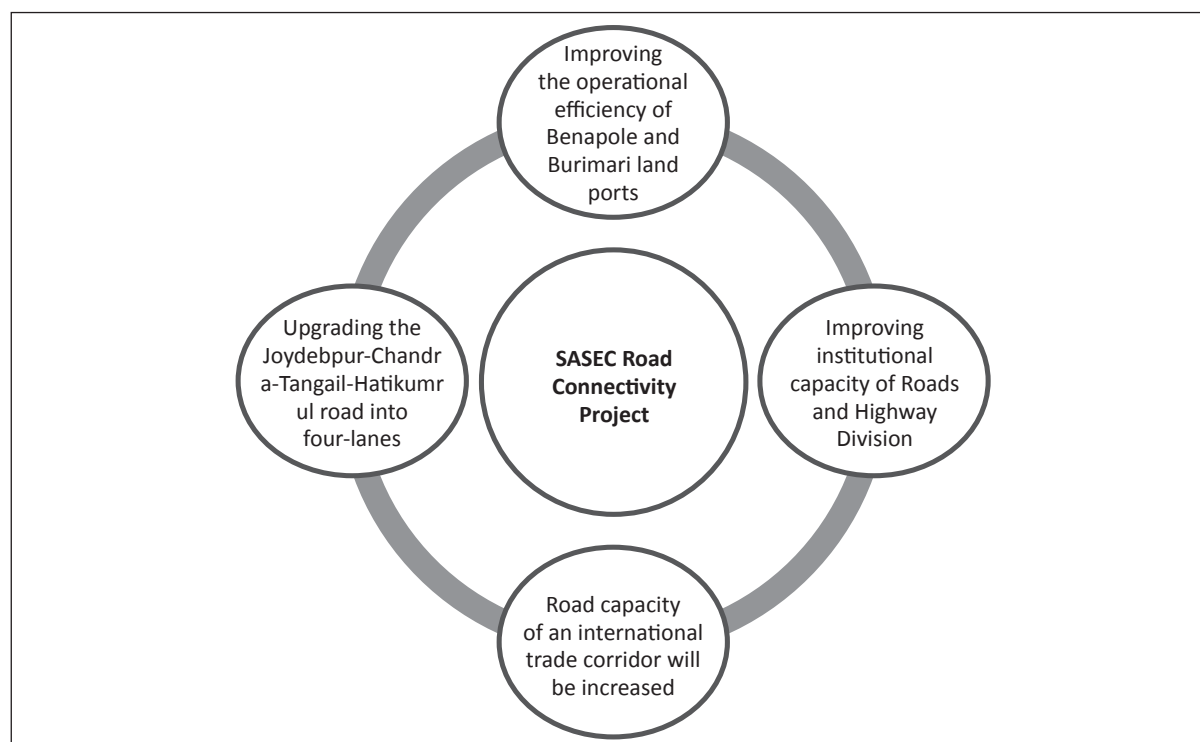 Improving
the operational
efficiency of
Benapole and
Burimari land
ports
Upgrading the
Joydebpur-Chandr
a-Tangail-Hatikumr
ul road into
four-lanes
SASEC Road
Connectivity
Project
Improving
institutional
capacity of Roads
and Highway
Division
Road capacity
of an international
trade corridor will
be increased